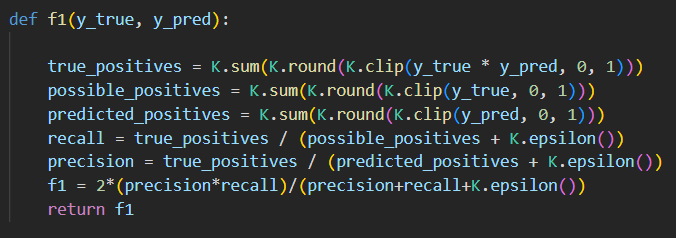 def f1(y_true, y_pred):
true_positives = K.sum(K.round(K.clip(y_true * y_pred, 0, 1)))
possible_positives = K.sum(K.round(K.clip(y_true, 0, 1)))
predicted_positives = K.sum(K.round(K.clip(y_pred, 0, 1)))
recall = true_positives / (possible_positives + K.epsilon())
precision = true_positives / (predicted_positives + K.epsilon())
f1 = 2*(precision*recall)/(precision+recall+K.epsilon())
return f1